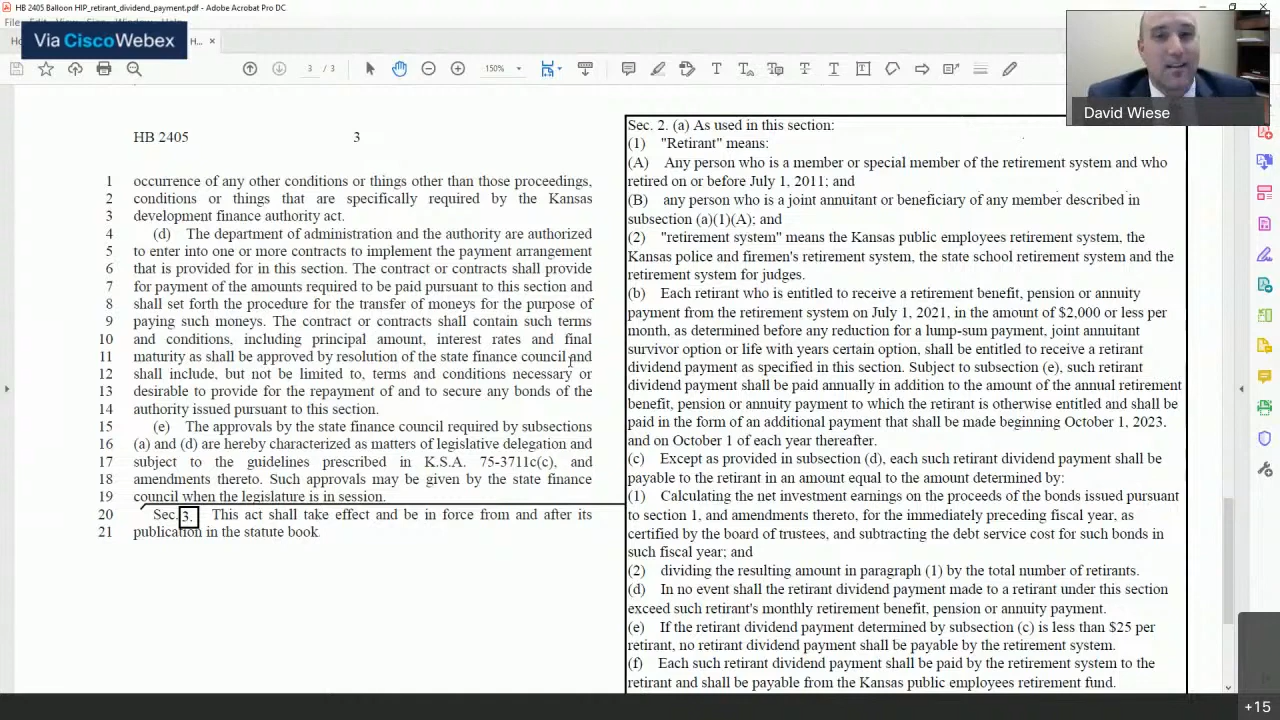 HB 2405 Balloon HIP_retirant_dividend_payment.pdf - Adobe Acrobat Pro DC
Via Cisco Webex
H...
3 / 3
150%
David Wiese
HB 2405 3
1 occurrence of any other conditions or things other than those proceedings,
2 conditions or things that are specifically required by the Kansas
3 development finance authority act.
4 (d) The department of administration and the authority are authorized
5 to enter into one or more contracts to implement the payment arrangement
6 that is provided for in this section. The contract or contracts shall provide
7 for payment of the amounts required to be paid pursuant to this section and
8 shall set forth the procedure for the transfer of moneys for the purpose of
9 paying such moneys. The contract or contracts shall contain such terms
10 and conditions, including principal amount, interest rates and final
11 maturity as shall be approved by resolution of the state finance council and
12 shall include, but not be limited to, terms and conditions necessary or
13 desirable to provide for the repayment of and to secure any bonds of the
14 authority issued pursuant to this section.
15 (e) The approvals by the state finance council required by subsections
16 (a) and (d) are hereby characterized as matters of legislative delegation and
17 subject to the guidelines prescribed in K.S.A. 75-3711c(c), and
18 amendments thereto. Such approvals may be given by the state finance
19 council when the legislature is in session.
20 Sec. 3. This act shall take effect and be in force from and after its
21 publication in the statute book
Sec. 2. (a) As used in this section:
(1) "Retirant" means:
(A) Any person who is a member or special member of the retirement system and who
retired on or before July 1, 2011; and
(B) any person who is a joint annuitant or beneficiary of any member described in
subsection (a)(1)(A); and
(2) "retirement system" means the Kansas public employees retirement system, the
Kansas police and firemen's retirement system, the state school retirement system and the
retirement system for judges.
(b) Each retirant who is entitled to receive a retirement benefit, pension or annuity
payment from the retirement system on July 1, 2021, in the amount of $2,000 or less per
month, as determined before any reduction for a lump-sum payment, joint annuitant
survivor option or life with years certain option, shall be entitled to receive a retirant
dividend payment as specified in this section. Subject to subsection (e), such retirant
dividend payment shall be paid annually in addition to the amount of the annual retirement
benefit, pension or annuity payment to which the retirant is otherwise entitled and shall be
paid in the form of an additional payment that shall be made beginning October 1, 2023,
and on October 1 of each year thereafter.
(c) Except as provided in subsection (d), each such retirant dividend payment shall be
payable to the retirant in an amount equal to the amount determined by:
(1) Calculating the net investment earnings on the proceeds of the bonds issued pursuant
to section 1, and amendments thereto, for the immediately preceding fiscal year, as
certified by the board of trustees, and subtracting the debt service cost for such bonds in
such fiscal year; and
(2) dividing the resulting amount in paragraph (1) by the total number of retirants.
(d) In no event shall the retirant dividend payment made to a retirant under this section
exceed such retirant's monthly retirement benefit, pension or annuity payment.
(e) If the retirant dividend payment determined by subsection (c) is less than $25 per
retirant, no retirant dividend payment shall be payable by the retirement system.
(f) Each such retirant dividend payment shall be paid by the retirement system to the
retirant and shall be payable from the Kansas public employees retirement fund.
+15